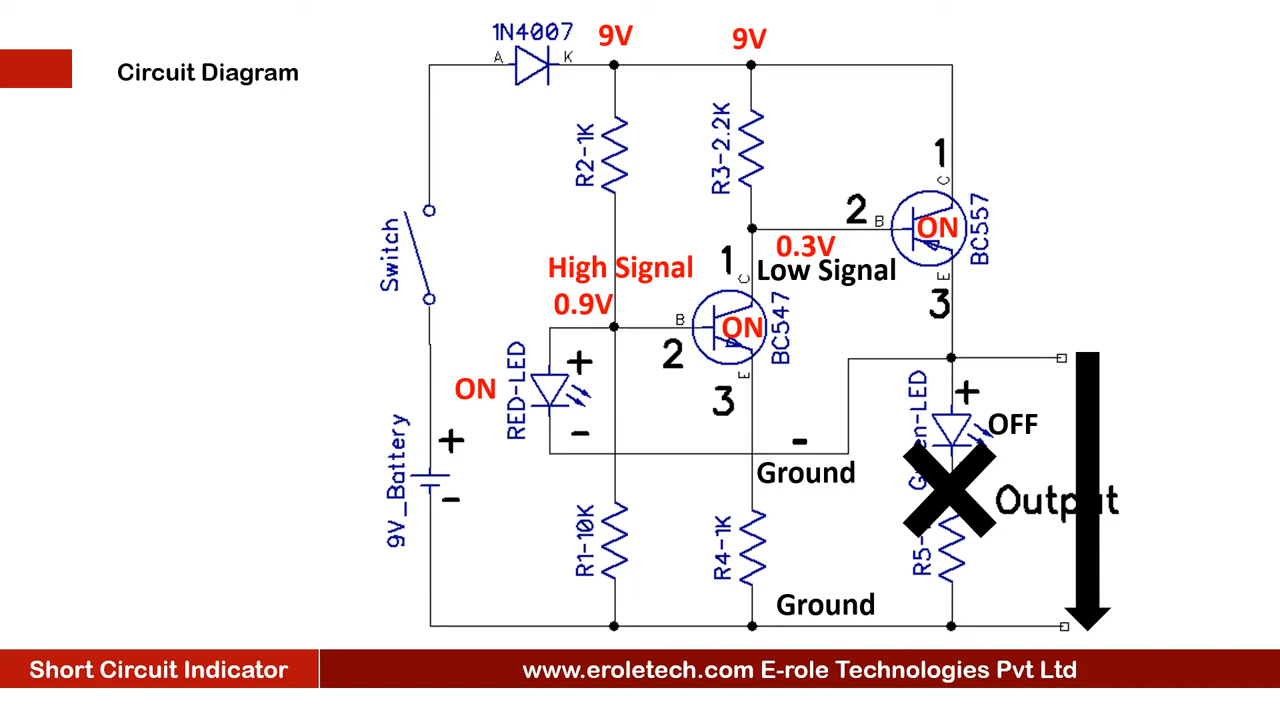 Circuit Diagram
1N4007
A
K
9V
9V
R2-1K
R3-2.2K
1
C
2
B
ON
BC557
E
3
0.3V
Low Signal
High Signal
0.9V
1
C
B
2
ON
BC547
E
3
Switch
ON
RED-LED
+
-
9V_Battery
+
-
-
Ground
+
OFF
Output
R1-10K
R4-1K
Ground
Short Circuit Indicator
www.eroletech.com E-role Technologies Pvt Ltd